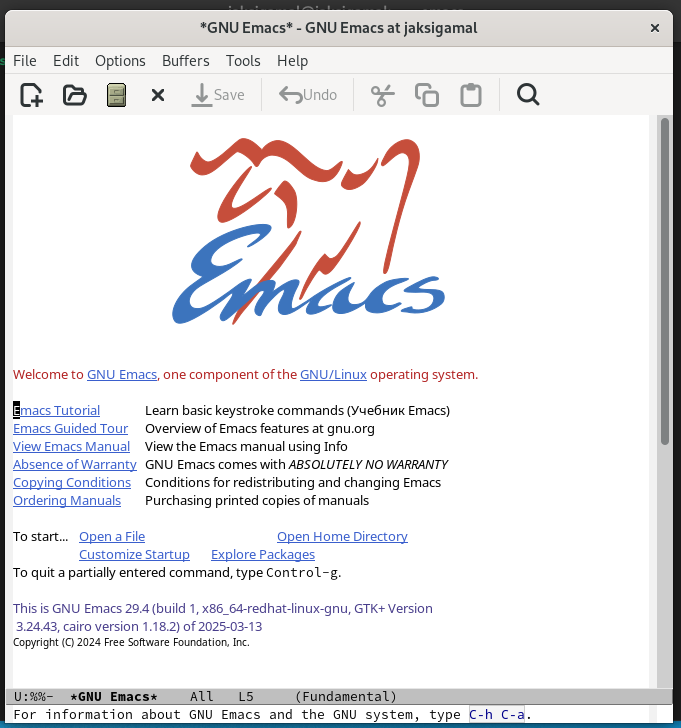 *GNU Emacs* - GNU Emacs at jaksigamal
File Edit Options Buffers Tools Help
Save Undo
Emacs
Welcome to GNU Emacs, one component of the GNU/Linux operating system.
Emacs Tutorial Learn basic keystroke commands (Учебник Emacs)
Emacs Guided Tour Overview of Emacs features at gnu.org
View Emacs Manual View the Emacs manual using Info
Absence of Warranty GNU Emacs comes with ABSOLUTELY NO WARRANTY
Copying Conditions Conditions for redistributing and changing Emacs
Ordering Manuals Purchasing printed copies of manuals
To start... Open a File Open Home Directory
Customize Startup Explore Packages
To quit a partially entered command, type Control-g.
This is GNU Emacs 29.4 (build 1, x86_64-redhat-linux-gnu, GTK+ Version
3.24.43, cairo version 1.18.2) of 2025-03-13
Copyright (C) 2024 Free Software Foundation, Inc.
U:%%- *GNU Emacs* All L5 (Fundamental)
For information about GNU Emacs and the GNU system, type C-h C-a.